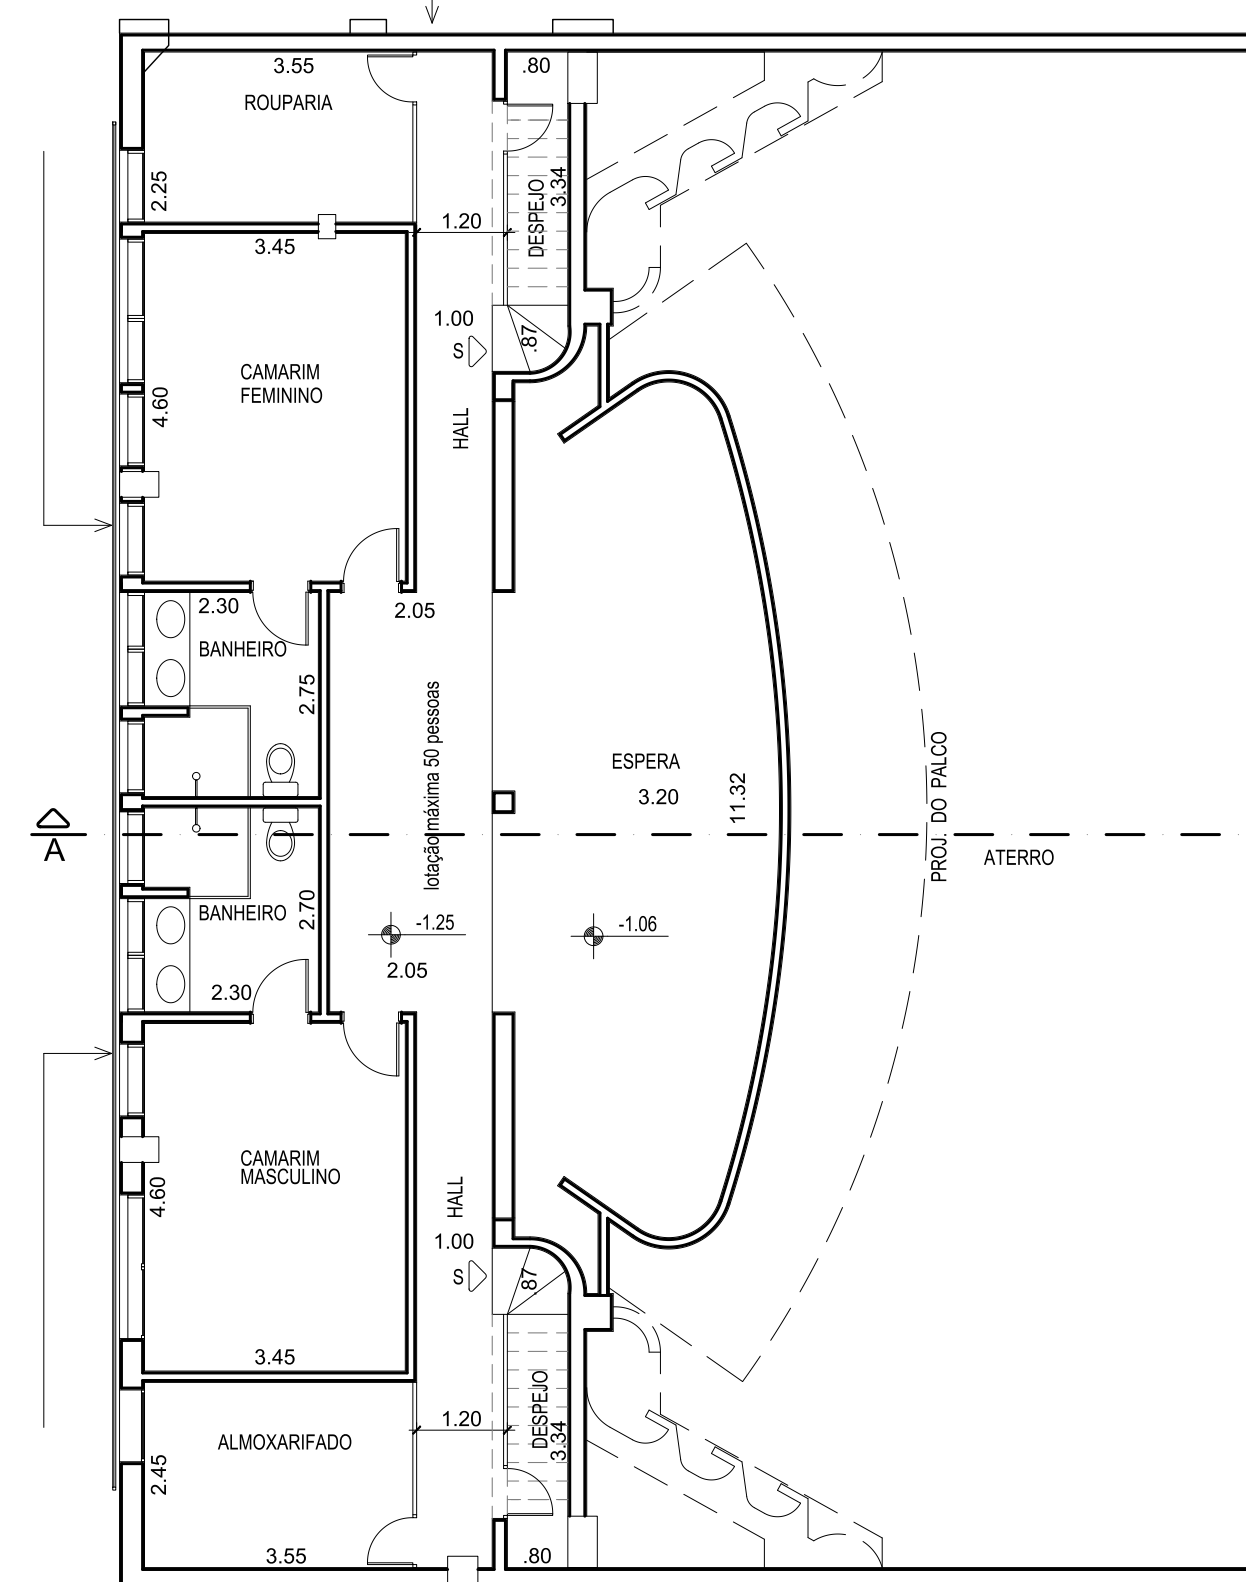 3.55
.80
ROUPARIA
2.25
3.34
DESPEJO
1.20
3.45
1.00
.87
S
CAMARIM
FEMININO
4.60
HALL
2.30
2.05
BANHEIRO
2.75
lotação máxima 50 pessoas
ESPERA
3.20
11.32
PROJ. DO PALCO
A
ATERRO
BANHEIRO
2.70
-1.25
-1.06
2.05
2.30
CAMARIM
MASCULINO
4.60
HALL
1.00
S
.87
3.45
1.20
DESPEJO
3.34
ALMOXARIFADO
2.45
3.55
.80